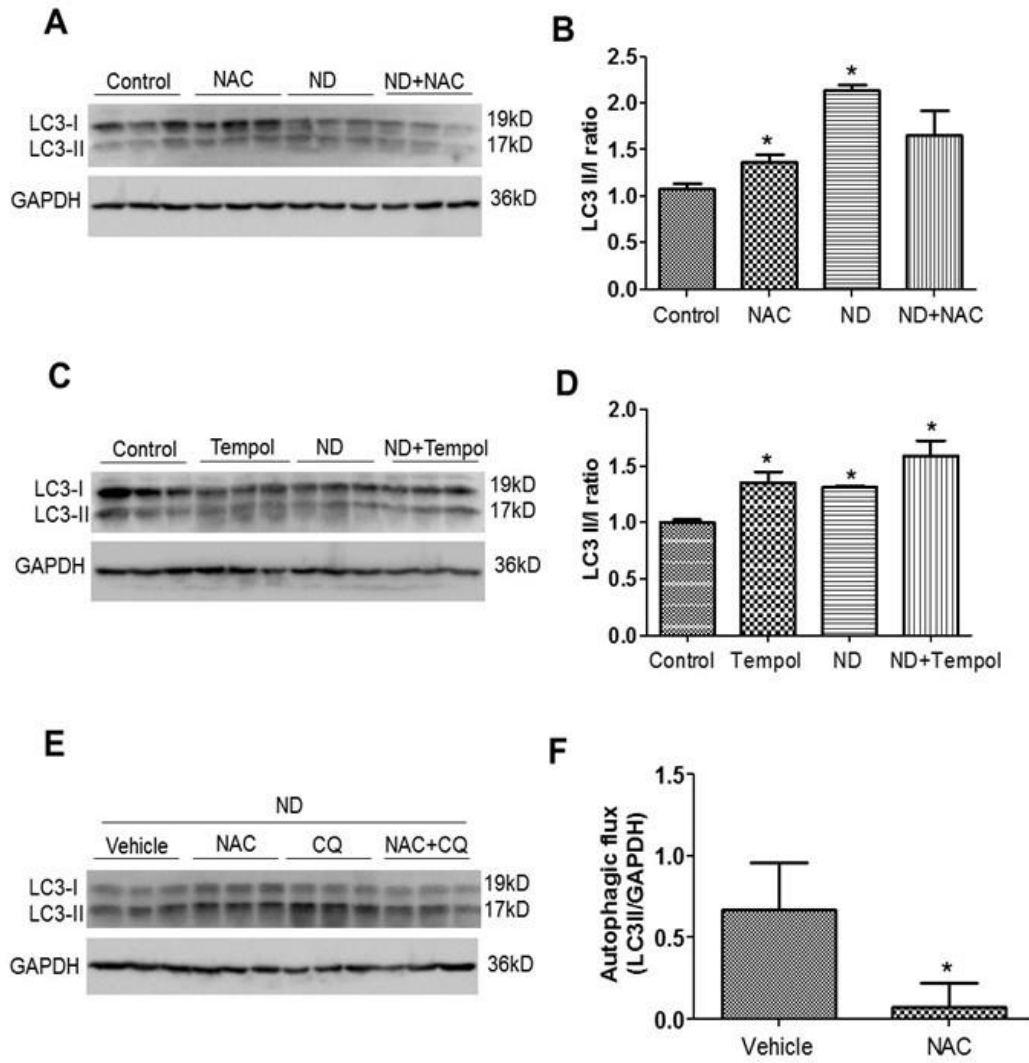 A
Control NAC ND ND+NAC
LC3-I 19kD
LC3-II 17kD
GAPDH 36kD
B
LC3 II/I ratio
2.5
2.0
1.5
1.0
0.5
0.0
*
*
Control NAC ND ND+NAC
C
Control Tempol ND ND+Tempol
LC3-I 19kD
LC3-II 17kD
GAPDH 36kD
D
LC3 II/I ratio
2.0
1.5
1.0
0.5
0.0
*
*
*
Control Tempol ND ND+Tempol
E
ND
Vehicle NAC CQ NAC+CQ
LC3-I 19kD
LC3-II 17kD
GAPDH 36kD
F
Autophagic flux
(LC3II/GAPDH)
1.5
1.0
0.5
0.0
*
Vehicle NAC